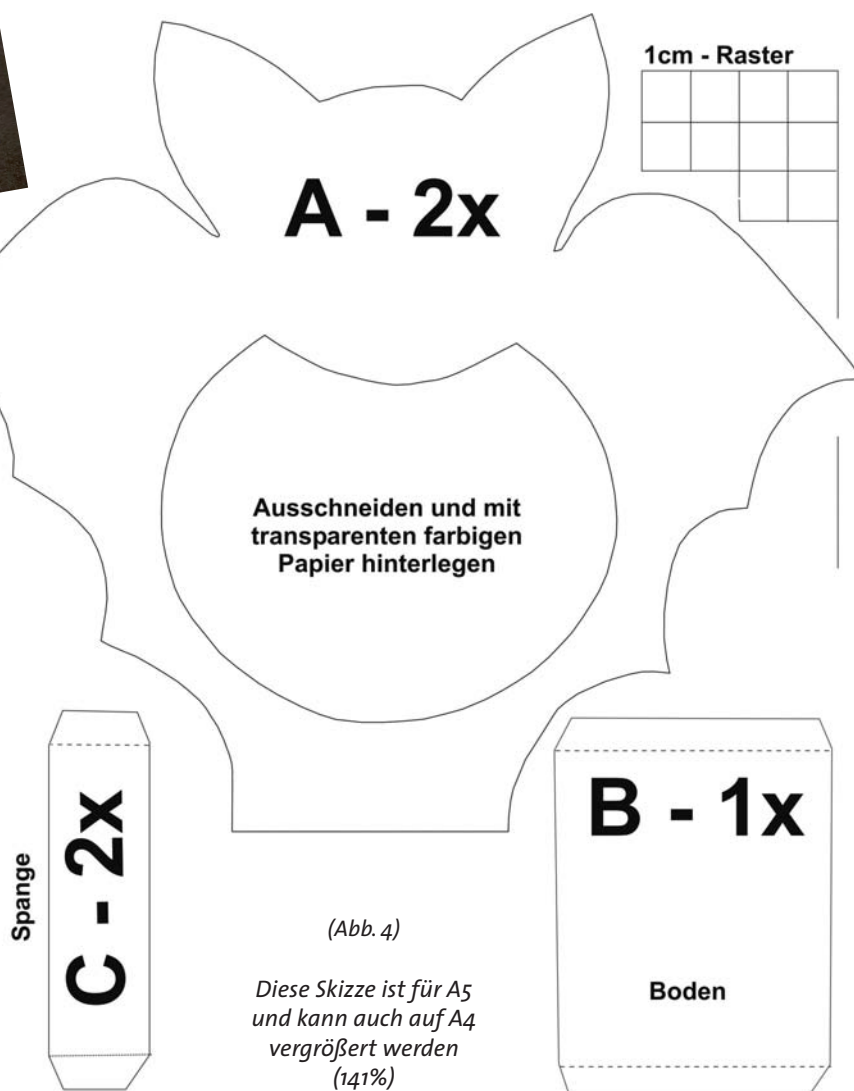 1cm - Raster
A - 2x
Ausschneiden und mit
transparenten farbigen
Papier hinterlegen
Spange
C - 2x
B - 1x
Boden
(Abb. 4)
Diese Skizze ist für A5
und kann auch auf A4
vergrößert werden
(141%)